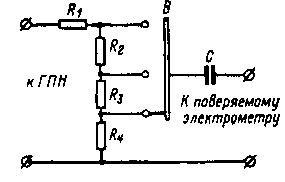 R1
B
R2
C
к ГПН
R3
К поверяемому
электрометру
R4